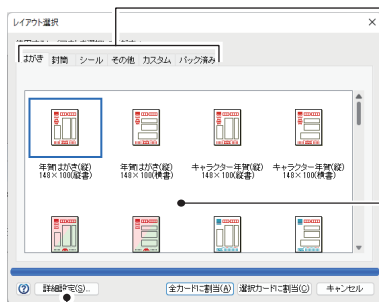 レイアウト選択
はがき 封筒 シール その他 カスタム パック済み
年賀はがき(縦)
148×100(縦書)
年賀はがき(縦)
148×100(横書)
キャラクター年賀(縦)
148×100(縦書)
キャラクター年賀(縦)
148×100(横書)
詳細設定(S)... 全カードに割当(A) 選択カードに割当(C) キャンセル